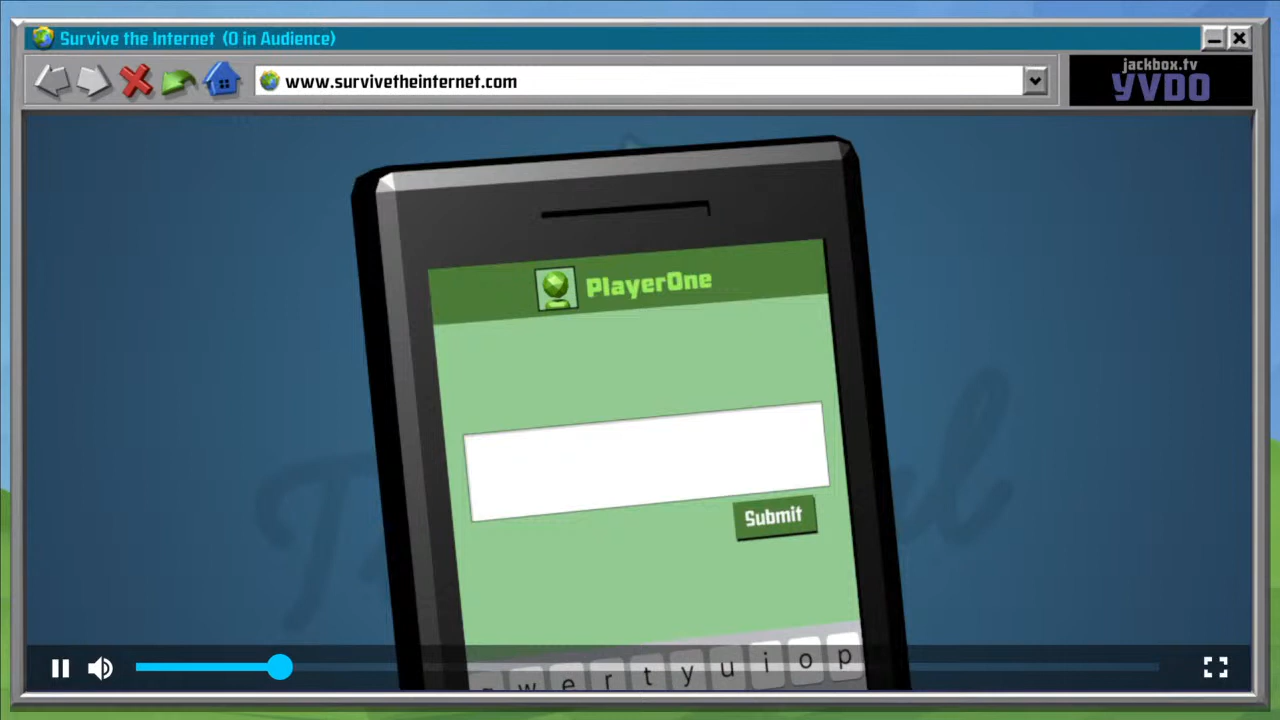 Survive the Internet (0 in Audience)
www.survivetheinternet.com
jackbox.tv
YVDO
PlayerOne
Submit
w e r t y u i o p